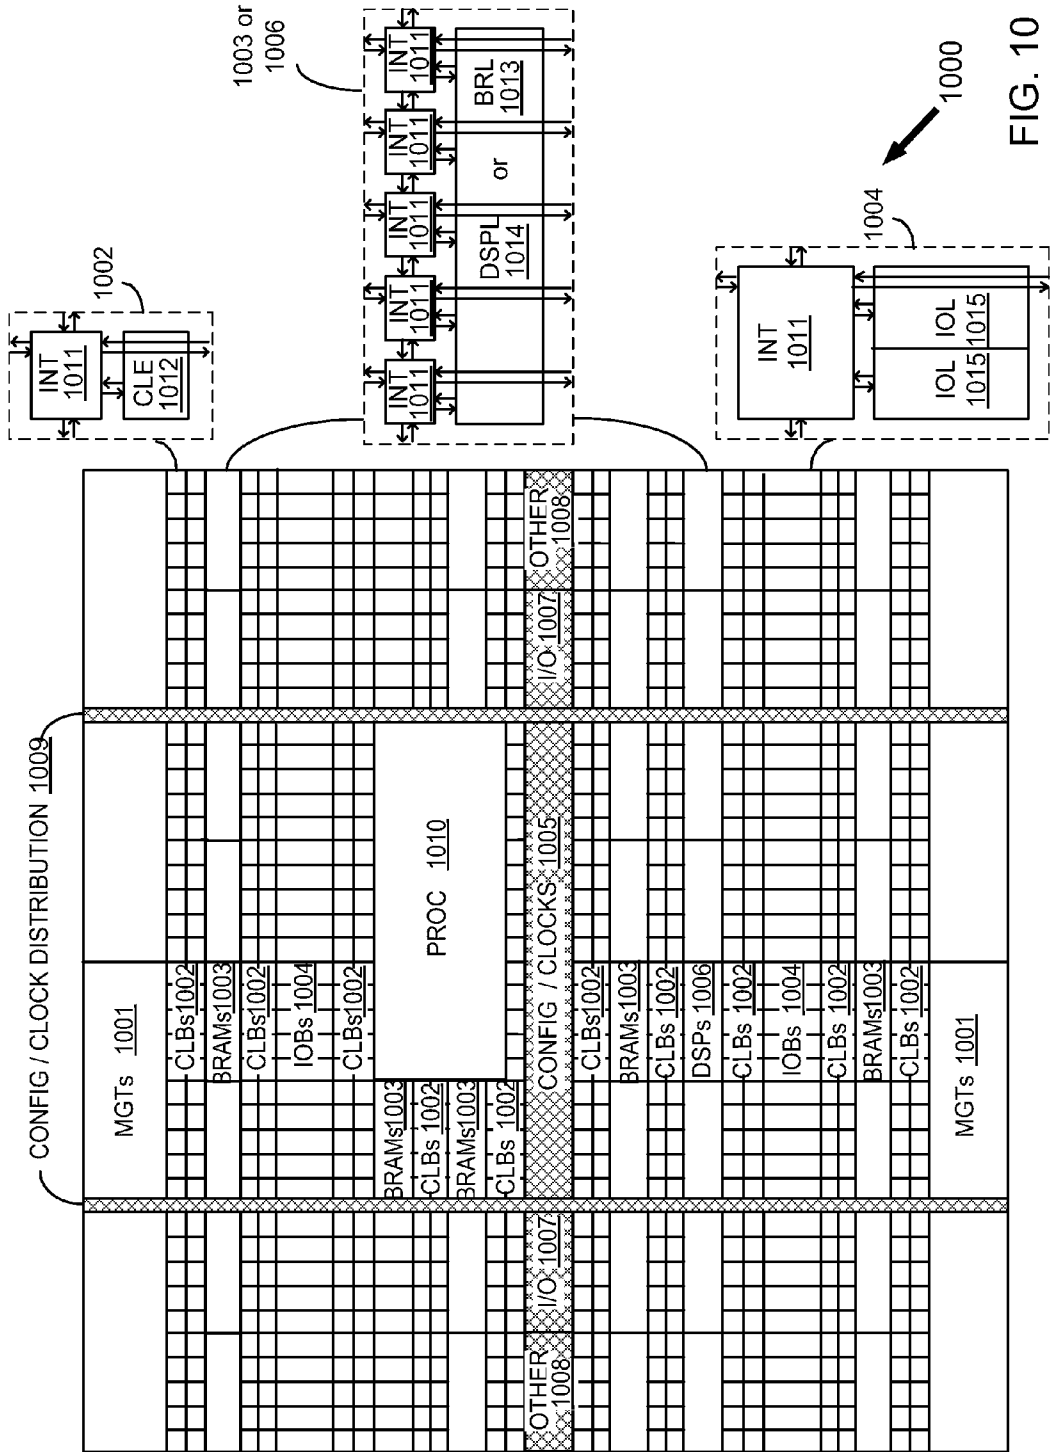 CONFIG / CLOCK DISTRIBUTION 1009
MGTs 1001
CLBs1002
BRAMs1003
CLBs1002
IOBs 1004
CLBs1002
PROC 1010
BRAMs1003
CLBs 1002
BRAMs1003
CLBs 1002
OTHER
1008
I/O 1007
CONFIG / CLOCKS 1005
I/O 1007
OTHER
1008
CLBs1002
BRAMs1003
CLBs 1002
DSPs 1006
CLBs 1002
IOBs 1004
CLBs 1002
BRAMs1003
CLBs 1002
MGTs 1001
1002
INT
1011
CLE
1012
1003 or
1006
INT
1011
INT
1011
INT
1011
INT
1011
INT
1011
DSPL
1014
or
BRL
1013
1004
INT
1011
IOL
1015
IOL
1015
1000
FIG. 10